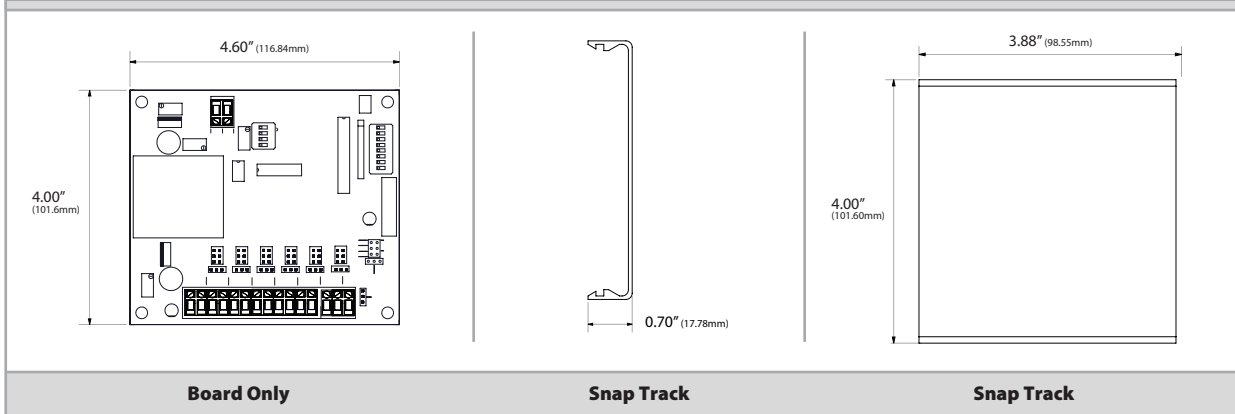 4.60” (116.84mm)
4.00”
(101.6mm)
0.70” (17.78mm)
3.88” (98.55mm)
4.00”
(101.60mm)
Board Only
Snap Track
Snap Track